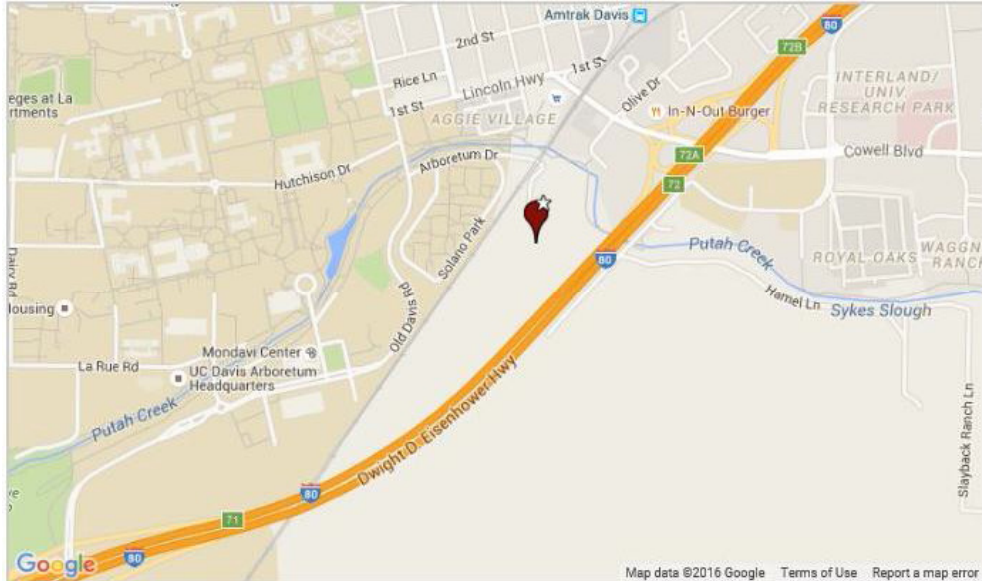 Amtrak Davis
80
72B
2nd St
1st St
Rice Ln
Lincoln Hwy
1st St
Olive Dr
INTERLAND/
UNIV.
RESEARCH PARK
eges at La
rtments
AGGIE VILLAGE
In-N-Out Burger
Arboretum Dr
72A
Cowell Blvd
Hutchison Dr
72
Solano Park
Putah Creek
ROYAL OAKS
WAGGN
RANCH
80
Dairy Rd
Old Davis Rd
Hamel Ln
Sykes Slough
Housing
Mondavi Center
La Rue Rd
UC Davis Arboretum
Headquarters
Putah Creek
Dwight D. Eisenhower Hwy
Slayback Ranch Ln
80
71
80
Google
Map data ©2016 Google
Terms of Use
Report a map error